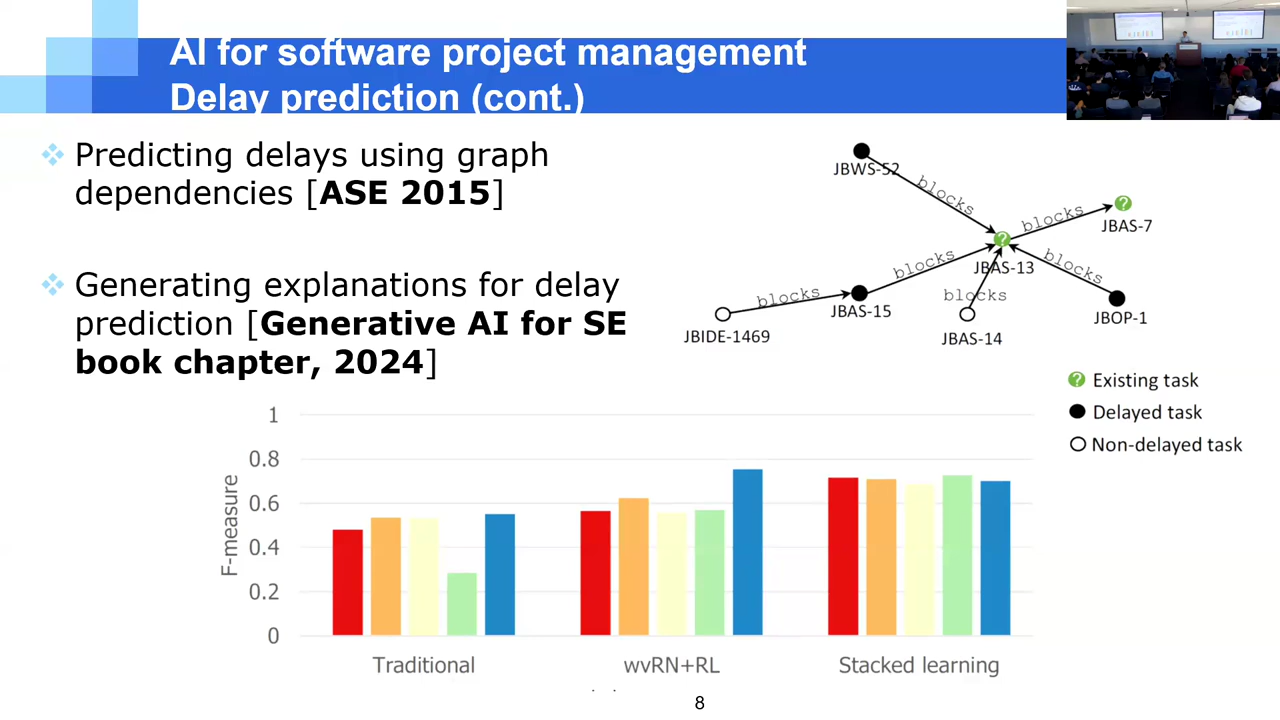 AI for software project management
Delay prediction (cont.)
❖ Predicting delays using graph
dependencies [ASE 2015]
❖ Generating explanations for delay
prediction [Generative AI for SE
book chapter, 2024]
JBWS-52
blocks
blocks
JBAS-7
blocks
JBAS-13
blocks
blocks
blocks
JBIDE-1469
JBAS-15
JBAS-14
JBOP-1
? Existing task
Delayed task
Non-delayed task
F-measure
1
0.8
0.6
0.4
0.2
0
Traditional
wvRN+RL
Stacked learning
8